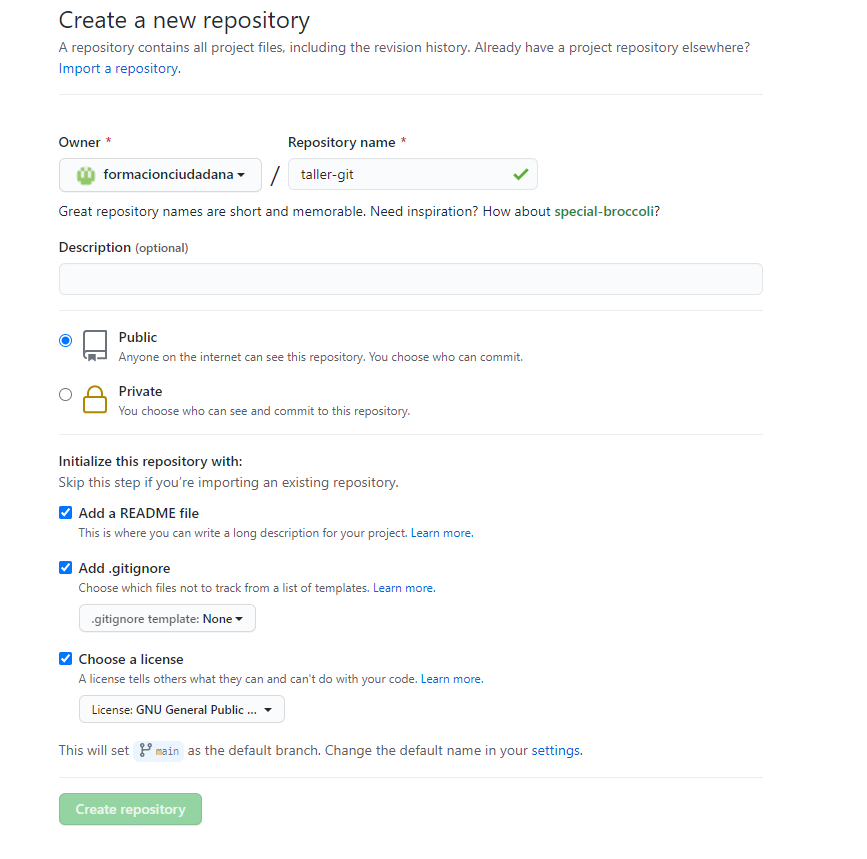 Create a new repository
A repository contains all project files, including the revision history. Already have a project repository elsewhere?
Import a repository.
Owner * Repository name *
formacionciudadana / taller-git
Great repository names are short and memorable. Need inspiration? How about special-broccoli?
Description (optional)
Public
Anyone on the internet can see this repository. You choose who can commit.
Private
You choose who can see and commit to this repository.
Initialize this repository with:
Skip this step if you’re importing an existing repository.
Add a README file
This is where you can write a long description for your project. Learn more.
Add .gitignore
Choose which files not to track from a list of templates. Learn more.
.gitignore template: None
Choose a license
A license tells others what they can and can't do with your code. Learn more.
License: GNU General Public ...
This will set main as the default branch. Change the default name in your settings.
Create repository